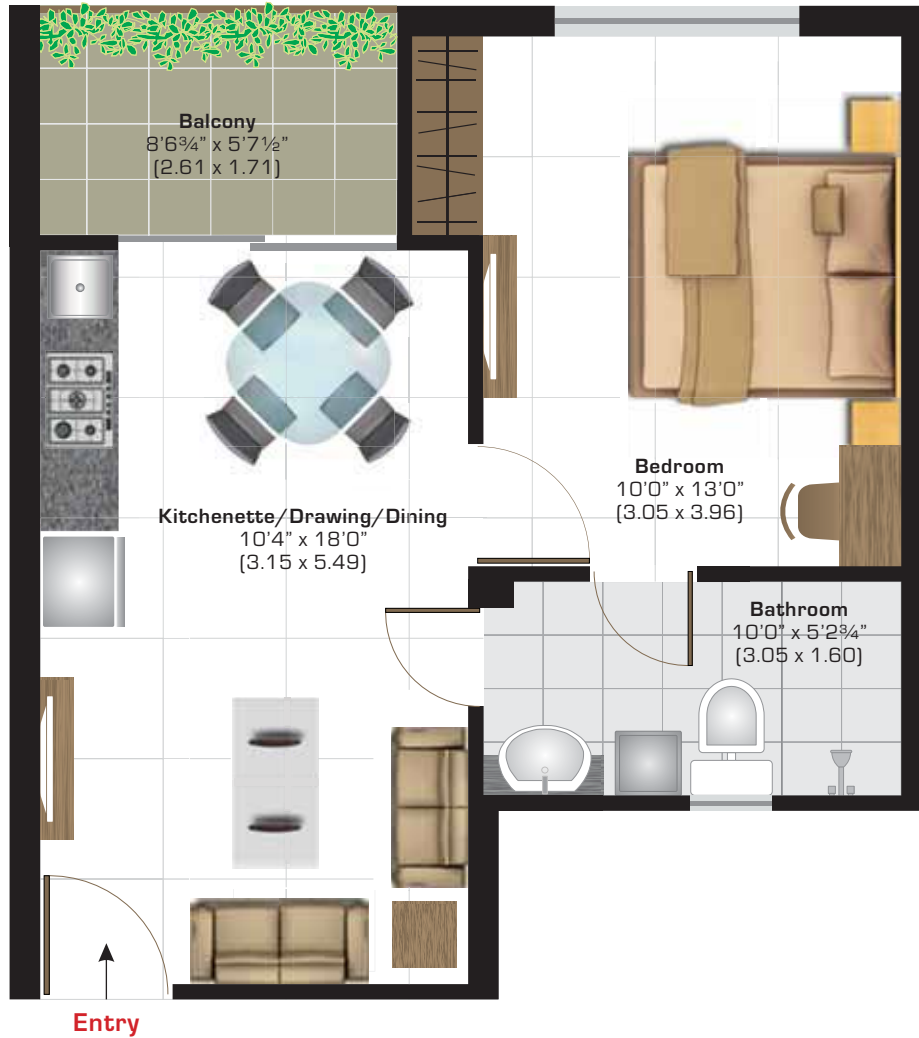 Balcony
8'6¾” x 5'7½”
(2.61 x 1.71)
Bedroom
10'0” x 13'0”
(3.05 x 3.96)
Kitchenette/Drawing/Dining
10'4” x 18'0”
(3.15 x 5.49)
Bathroom
10'0” x 5'2¾”
(3.05 x 1.60)
Entry